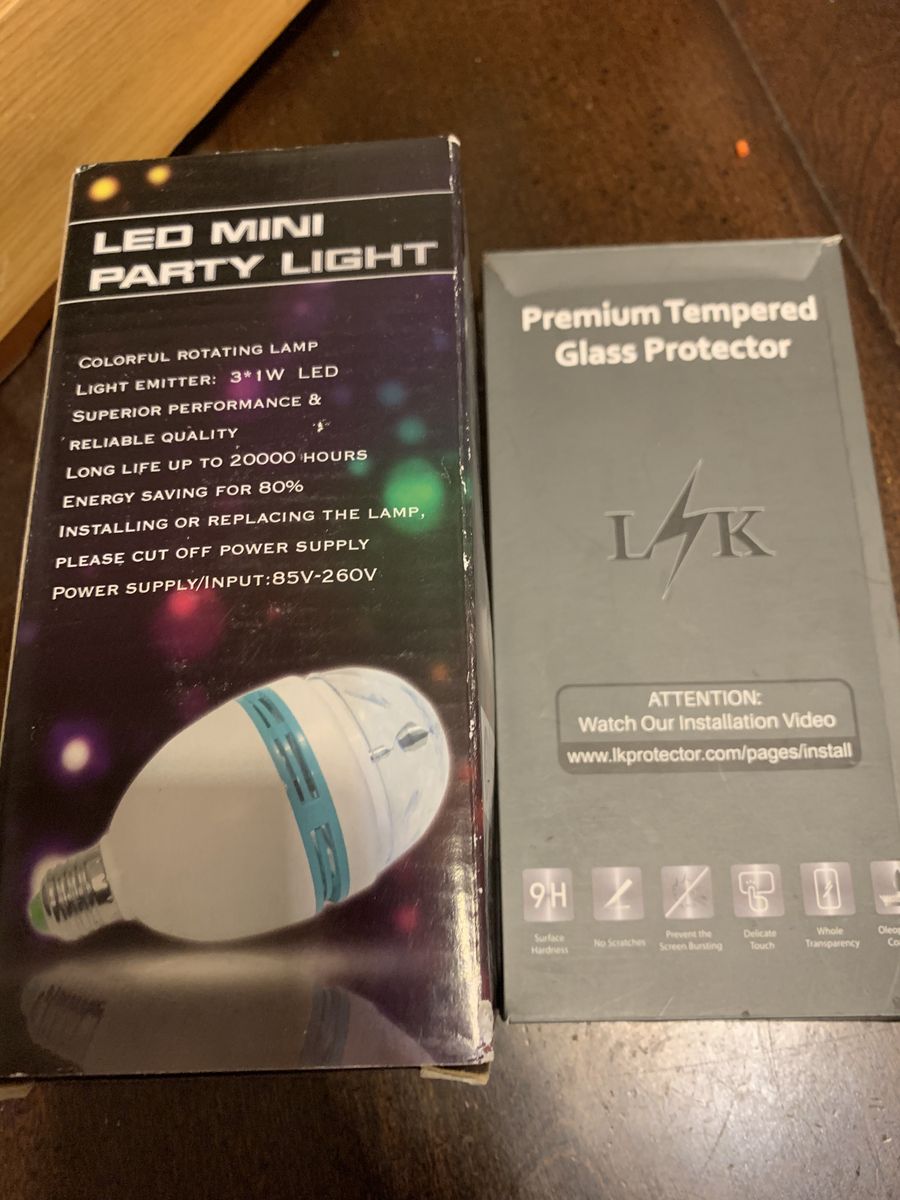 LED MINI
PARTY LIGHT
COLORFUL ROTATING LAMP
LIGHT EMITTER: 3*1W LED
SUPERIOR PERFORMANCE &
RELIABLE QUALITY
LONG LIFE UP TO 20000 HOURS
ENERGY SAVING FOR 80%
INSTALLING OR REPLACING THE LAMP,
PLEASE CUT OFF POWER SUPPLY
POWER SUPPLY/INPUT:85V-260V
Premium Tempered
Glass Protector
LK
ATTENTION:
Watch Our Installation Video
www.lkprotector.com/pages/install
9H
Surface
Hardness
No Scratches
Prevent the
Screen Bursting
Delicate
Touch
Whole
Transparency